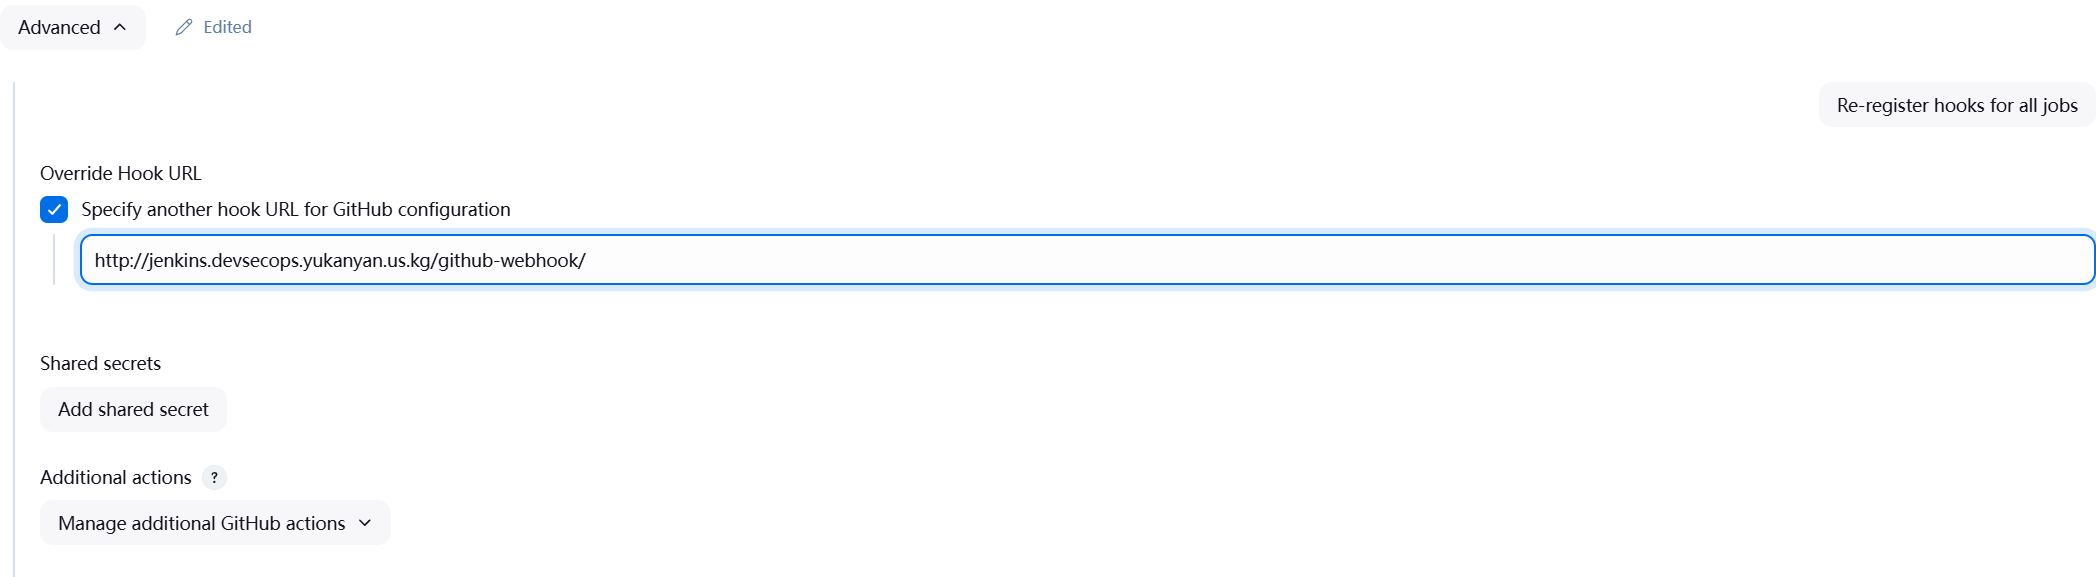 Advanced
Edited
Re-register hooks for all jobs
Override Hook URL
Specify another hook URL for GitHub configuration
http://jenkins.devsecops.yukanyan.us.kg/github-webhook/
Shared secrets
Add shared secret
Additional actions ?
Manage additional GitHub actions